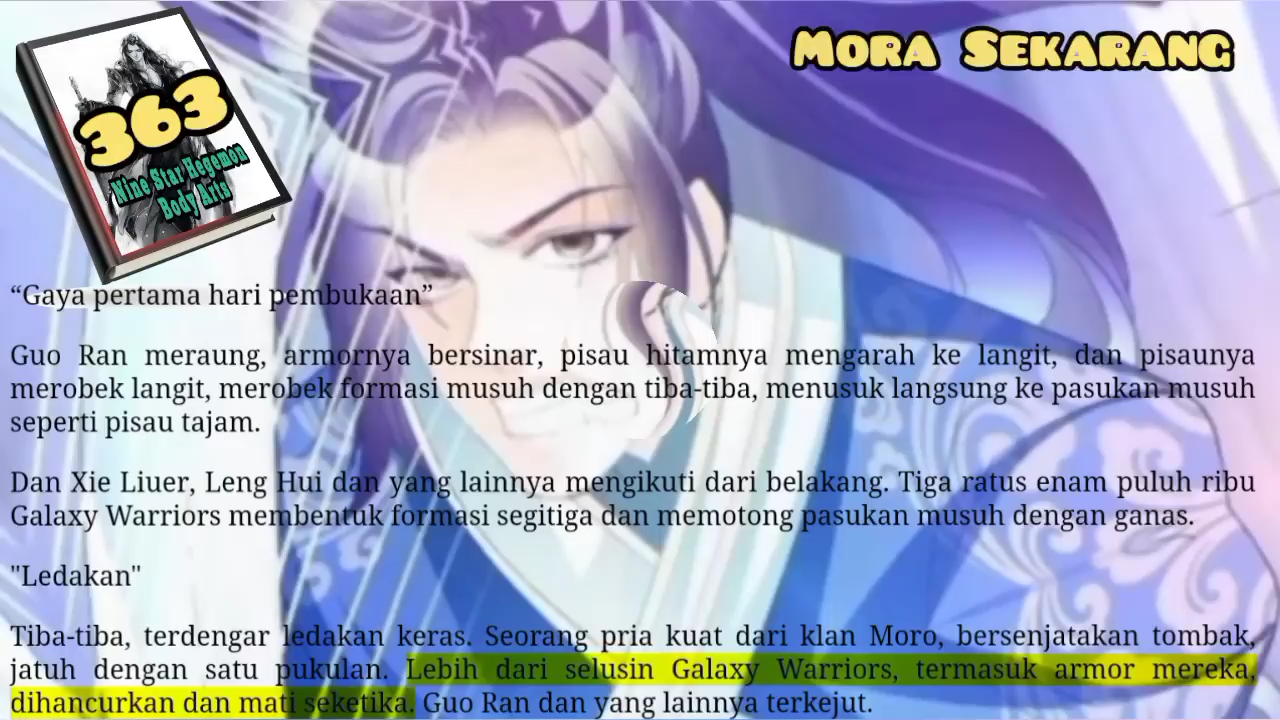 Mora Sekarang
363
Nine Star Hegemon
Body Arts
“Gaya pertama hari pembukaan”
Guo Ran meraung, armornya bersinar, pisau hitamnya mengarah ke langit, dan pisaunya
merobek langit, merobek formasi musuh dengan tiba-tiba, menusuk langsung ke pasukan musuh
seperti pisau tajam.
Dan Xie Liuer, Leng Hui dan yang lainnya mengikuti dari belakang. Tiga ratus enam puluh ribu
Galaxy Warriors membentuk formasi segitiga dan memotong pasukan musuh dengan ganas.
"Ledakan"
Tiba-tiba, terdengar ledakan keras. Seorang pria kuat dari klan Moro, bersenjatakan tombak,
jatuh dengan satu pukulan. Lebih dari selusin Galaxy Warriors, termasuk armor mereka,
dihancurkan dan mati seketika. Guo Ran dan yang lainnya terkejut.